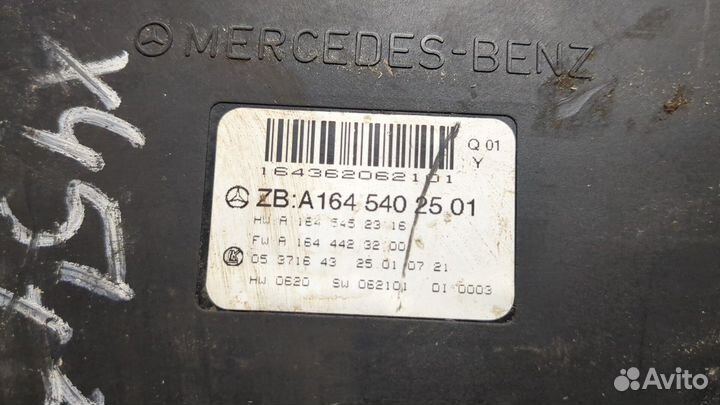 MERCEDES-BENZ
Q 01
Y
164362062101
ZB:A164 540 25 01
HW A 164 545 23 16
FW A 164 442 32 00
05 3716 43 25 01 07 21
HW 0620 SW 062101 01 0003
Avito